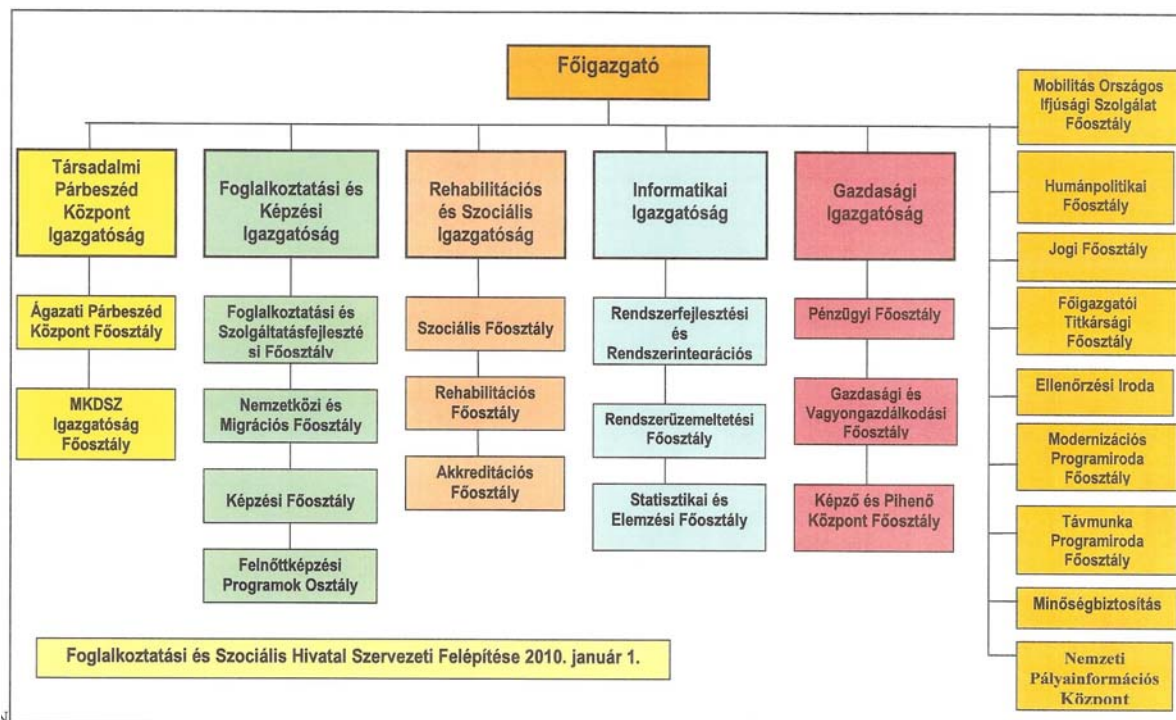 Főigazgató
Társadalmi
Párbeszéd
Központ
Igazgatóság
Ágazati Párbeszéd
Központ Főosztály
MKDSZ
Igazgatóság
Főosztály
Foglalkoztatási és
Képzési
Igazgatóság
Foglalkoztatási és
Szolgáltatásfejleszté
si Főosztály
Nemzetközi és
Migrációs Főosztály
Képzési Főosztály
Felnőttképzési
Programok Osztály
Rehabilitációs
és Szociális
Igazgatóság
Szociális Főosztály
Rehabilitációs
Főosztály
Akkreditációs
Főosztály
Informatikai
Igazgatóság
Rendszerfejlesztési
és
Rendszerintegrációs
Rendszerüzemeltetési
Főosztály
Statisztikai és
Elemzési Főosztály
Gazdasági
Igazgatóság
Pénzügyi Főosztály
Gazdasági és
Vagyongazdálkodási
Főosztály
Képző és Pihenő
Központ Főosztály
Mobilitás Országos
Ifjúsági Szolgálat
Főosztály
Humánpolitikai
Főosztály
Jogi Főosztály
Főigazgatói
Titkársági
Főosztály
Ellenőrzési Iroda
Modernizációs
Programiroda
Főosztály
Távmunka
Programiroda
Főosztály
Minőségbiztosítás
Nemzeti
Pályainformációs
Központ
Foglalkoztatási és Szociális Hivatal Szervezeti Felépítése 2010. január 1.